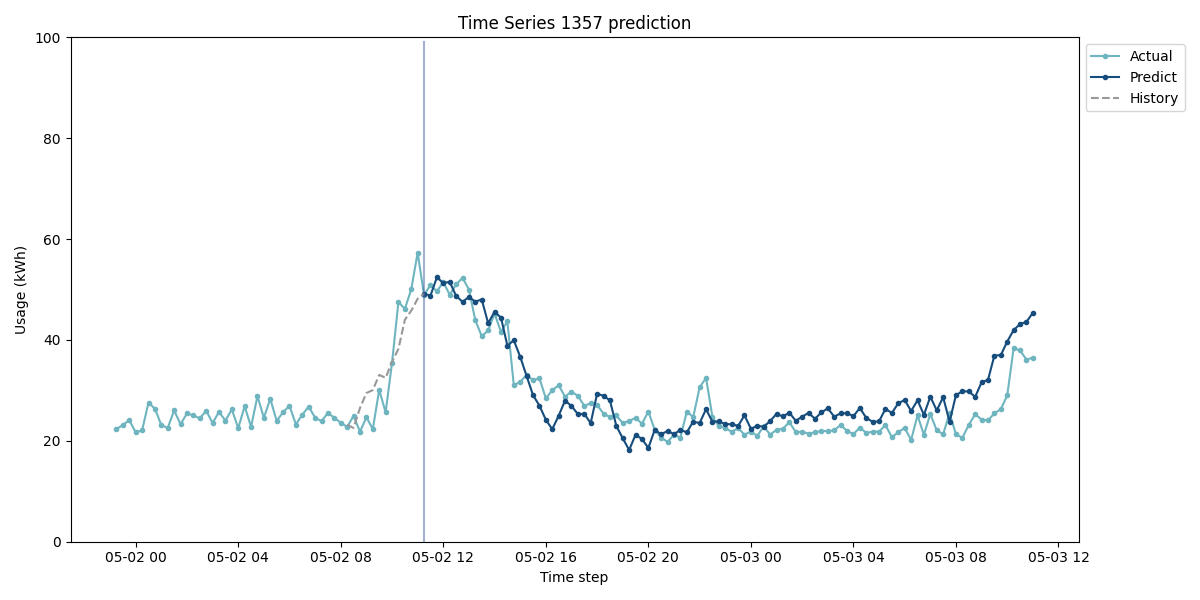 Time Series 1357 prediction
100
80
60
40
20
0
Usage (kWh)
05-02 00
05-02 04
05-02 08
05-02 12
05-02 16
05-02 20
05-03 00
05-03 04
05-03 08
05-03 12
Time step
Actual
Predict
History